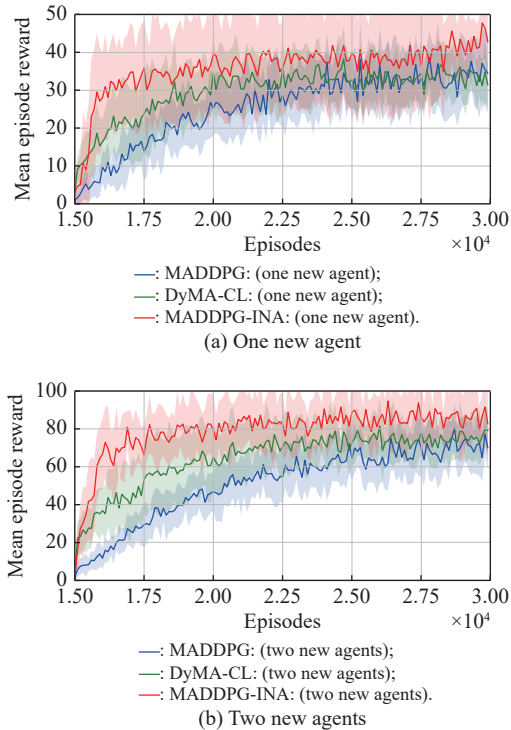 50
40
30
20
10
0
Mean episode reward
1.50 1.75 2.00 2.25 2.50 2.75 3.00
Episodes ×10⁴
—: MADDPG: (one new agent);
—: DyMA-CL: (one new agent);
—: MADDPG-INA: (one new agent).
(a) One new agent
100
80
60
40
20
0
Mean episode reward
1.50 1.75 2.00 2.25 2.50 2.75 3.00
Episodes ×10⁴
—: MADDPG: (two new agents);
—: DyMA-CL: (two new agents);
—: MADDPG-INA: (two new agents).
(b) Two new agents